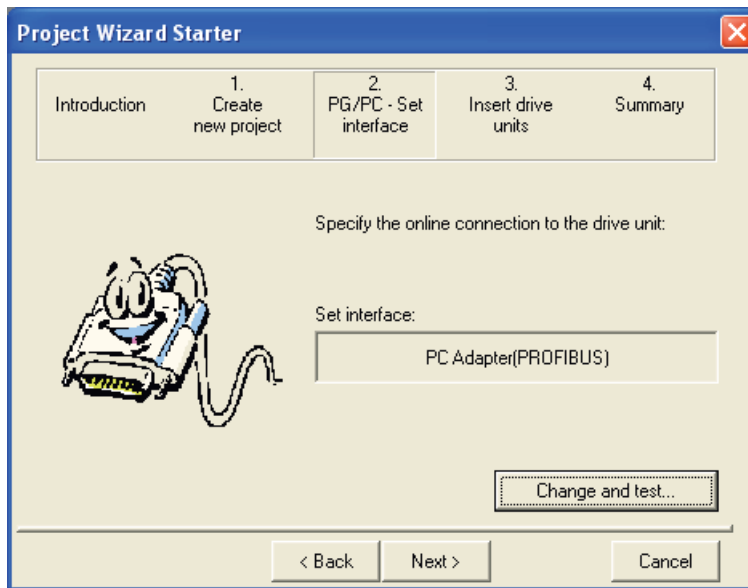 Project Wizard Starter
Introduction
1.
Create
new project
2.
PG/PC - Set
interface
3.
Insert drive
units
4.
Summary
Specify the online connection to the drive unit:
Set interface:
PC Adapter(PROFIBUS)
Change and test...
< Back
Next >
Cancel